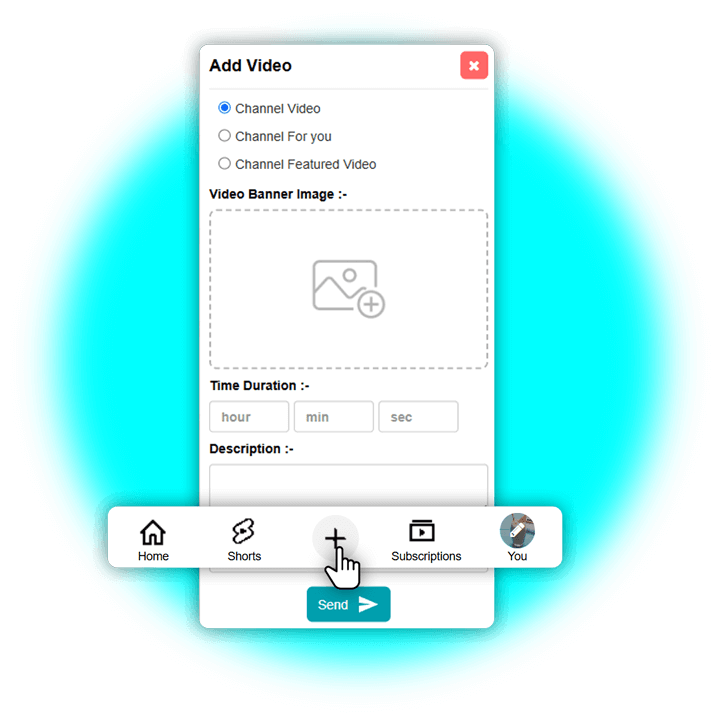 Add Video
Channel Video
Channel For you
Channel Featured Video
Video Banner Image :-
Time Duration :-
hour min sec
Description :-
Home Shorts Subscriptions You
Send